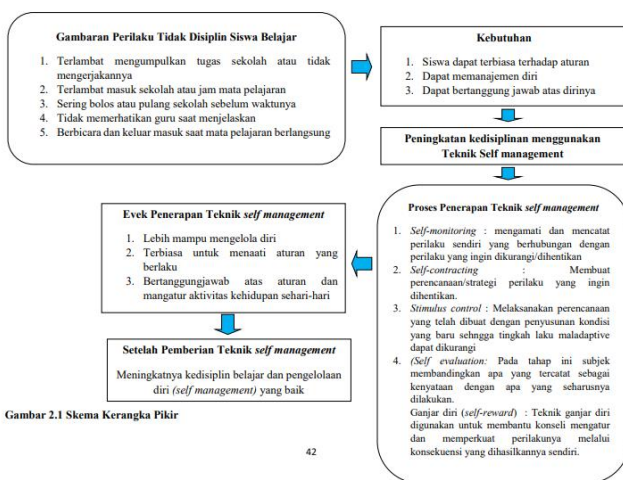 Gambaran Perilaku Tidak Disiplin Siswa Belajar
1. Terlambat mengumpulkan tugas sekolah atau tidak
mengerjakannya
2. Terlambat masuk sekolah atau jam mata pelajaran
3. Sering bolos atau pulang sekolah sebelum waktunya
4. Tidak memerhatikan guru saat menjelaskan
5. Berbicara dan keluar masuk saat mata pelajaran berlangsung
Kebutuhan
1. Siswa dapat terbiasa terhadap aturan
2. Dapat memanajemen diri
3. Dapat bertanggung jawab atas dirinya
Peningkatan kedisiplinan menggunakan
Teknik Self management
Proses Penerapan Teknik self management
1. Self-monitoring : mengamati dan mencatat
perilaku sendiri yang berhubungan dengan
perilaku yang ingin dikurangi/dihentikan
2. Self-contracting : Membuat
perencanaan/strategi perilaku yang ingin
dihentikan.
3. Stimulus control : Melaksanakan perencanaan
yang telah dibuat dengan penyusunan kondisi
yang baru sehngga tingkah laku maladaptive
dapat dikurangi
4. (Self evaluation: Pada tahap ini subjek
membandingkan apa yang tercatat sebagai
kenyataan dengan apa yang seharusnya
dilakukan.
Ganjar diri (self-reward) : Teknik ganjar diri
digunakan untuk membantu konseli mengatur
dan memperkuat perilakunya melalui
konsekuensi yang dihasilkannya sendiri.
Evek Penerapan Teknik self management
1. Lebih mampu mengelola diri
2. Terbiasa untuk menaati aturan yang
berlaku
3. Bertanggungjawab atas aturan dan
mangatur aktivitas kehidupan sehari-hari
Setelah Pemberian Teknik self management
Meningkatnya kedisiplin belajar dan pengelolaan
diri (self management) yang baik
Gambar 2.1 Skema Kerangka Pikir
42